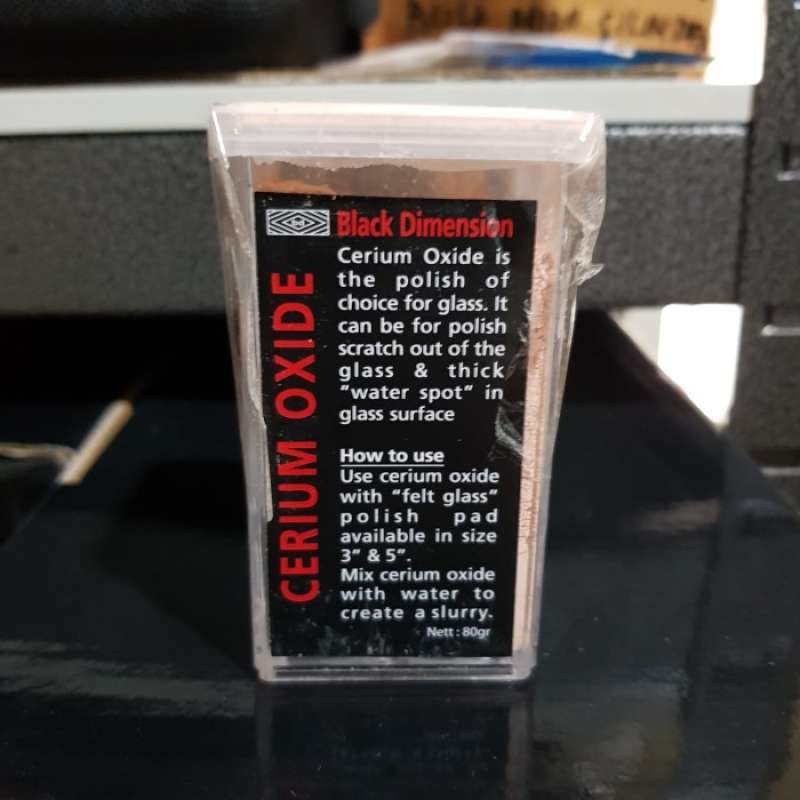 Black Dimension
CERIUM OXIDE
Cerium Oxide is
the polish of
choice for glass. It
can be for polish
scratch out of the
glass & thick
"water spot" in
glass surface
How to use
Use cerium oxide
with "felt glass"
polish pad
available in size
3" & 5".
Mix cerium oxide
with water to
create a slurry.
Nett : 80gr